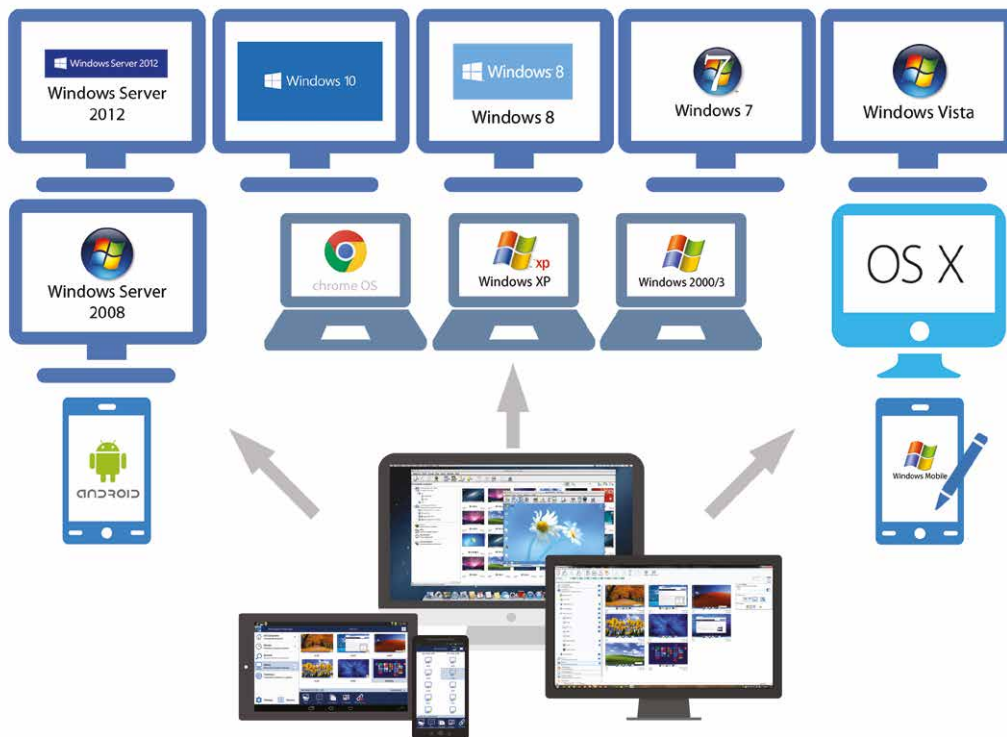 Windows Server 2012
Windows Server
2012
Windows 10
Windows 8
Windows 8
7
Windows 7
Windows Vista
Windows Server
2008
chrome OS
xp
Windows XP
Windows 2000/3
OS X
ANDROID
Windows Mobile